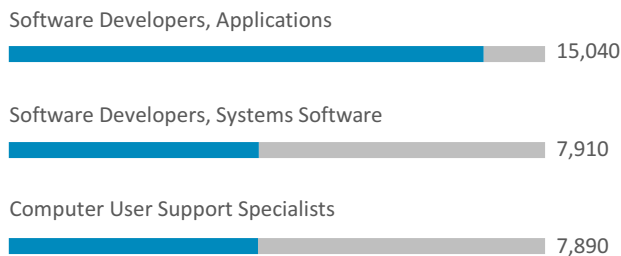 Software Developers, Applications
15,040
Software Developers, Systems Software
7,910
Computer User Support Specialists
7,890